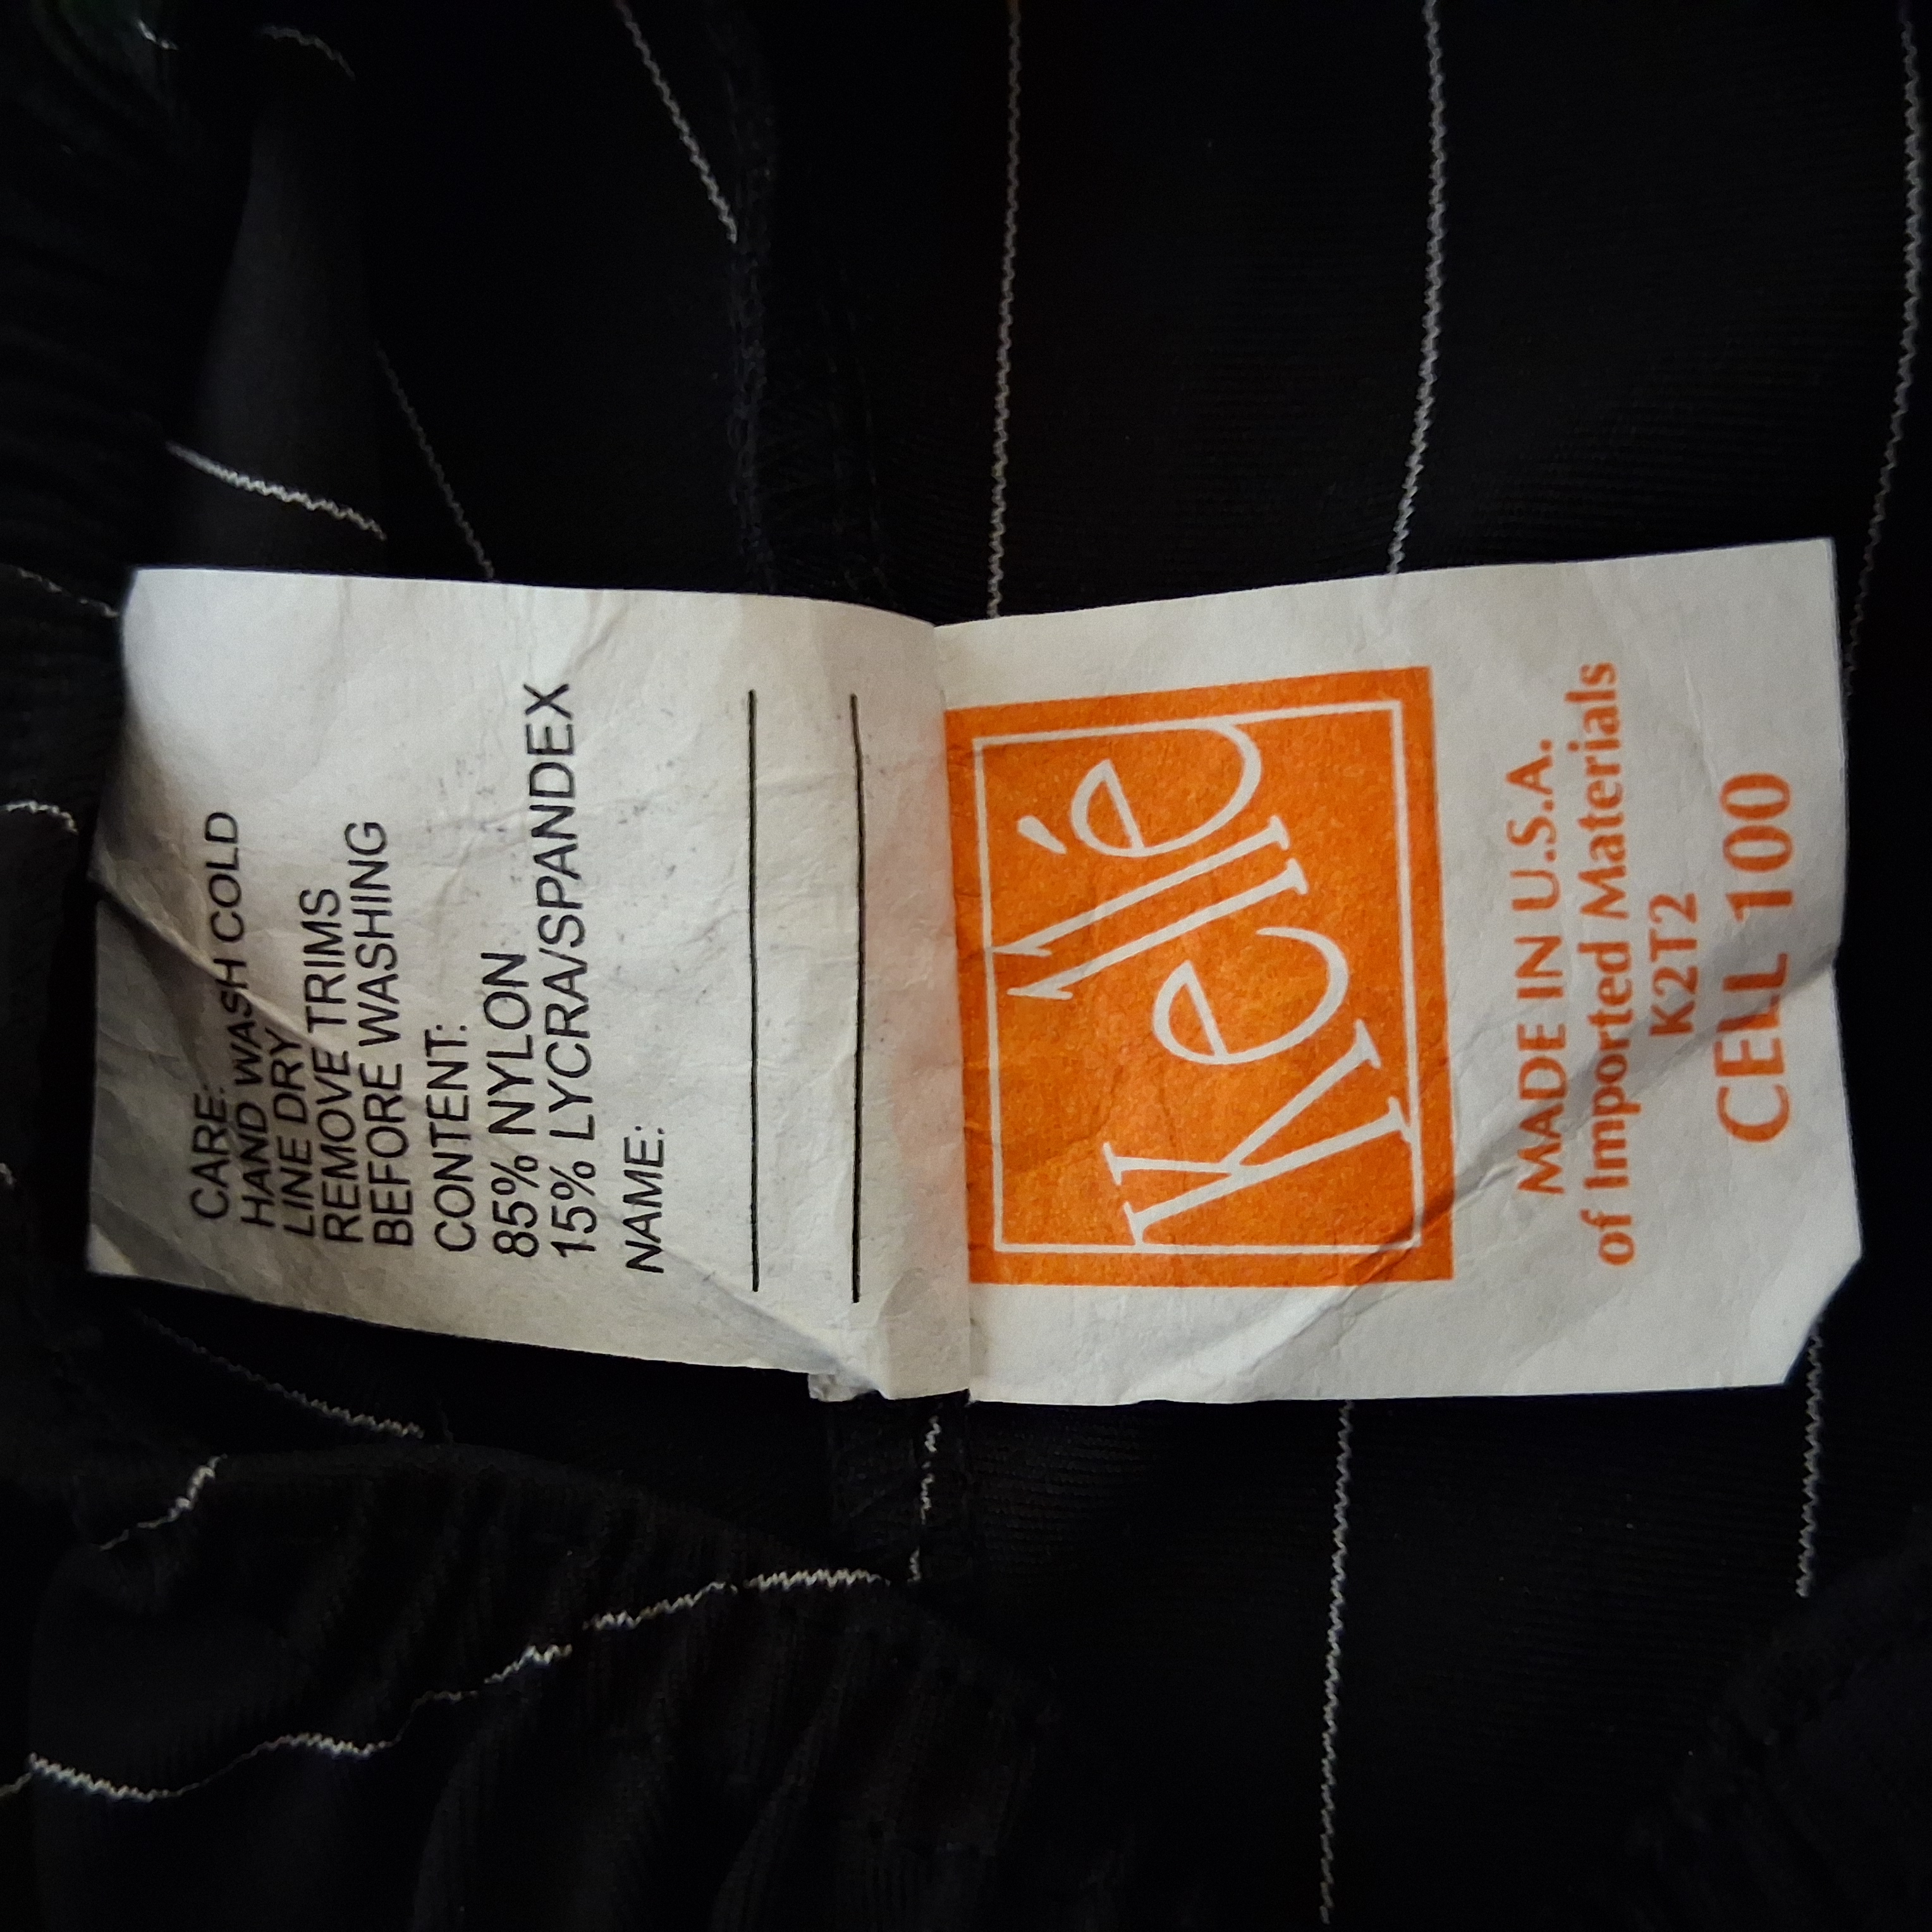 CARE:
HAND WASH COLD
LINE DRY
REMOVE TRIMS
BEFORE WASHING
CONTENT:
85% NYLON
15% LYCRA/SPANDEX
NAME:
Kellé
MADE IN U.S.A.
of Imported Materials
K2T2
CELL 100